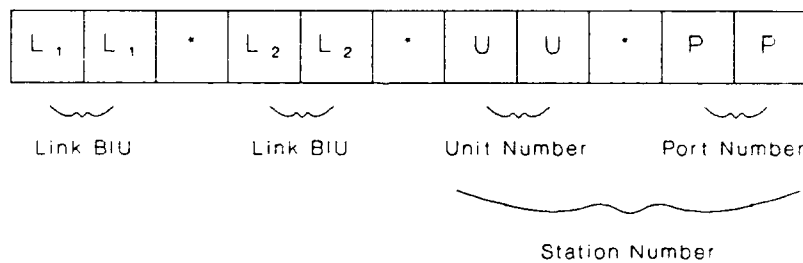 L₁ L₁ * L₂ L₂ * U U * P P
Link BIU Link BIU Unit Number Port Number
Station Number